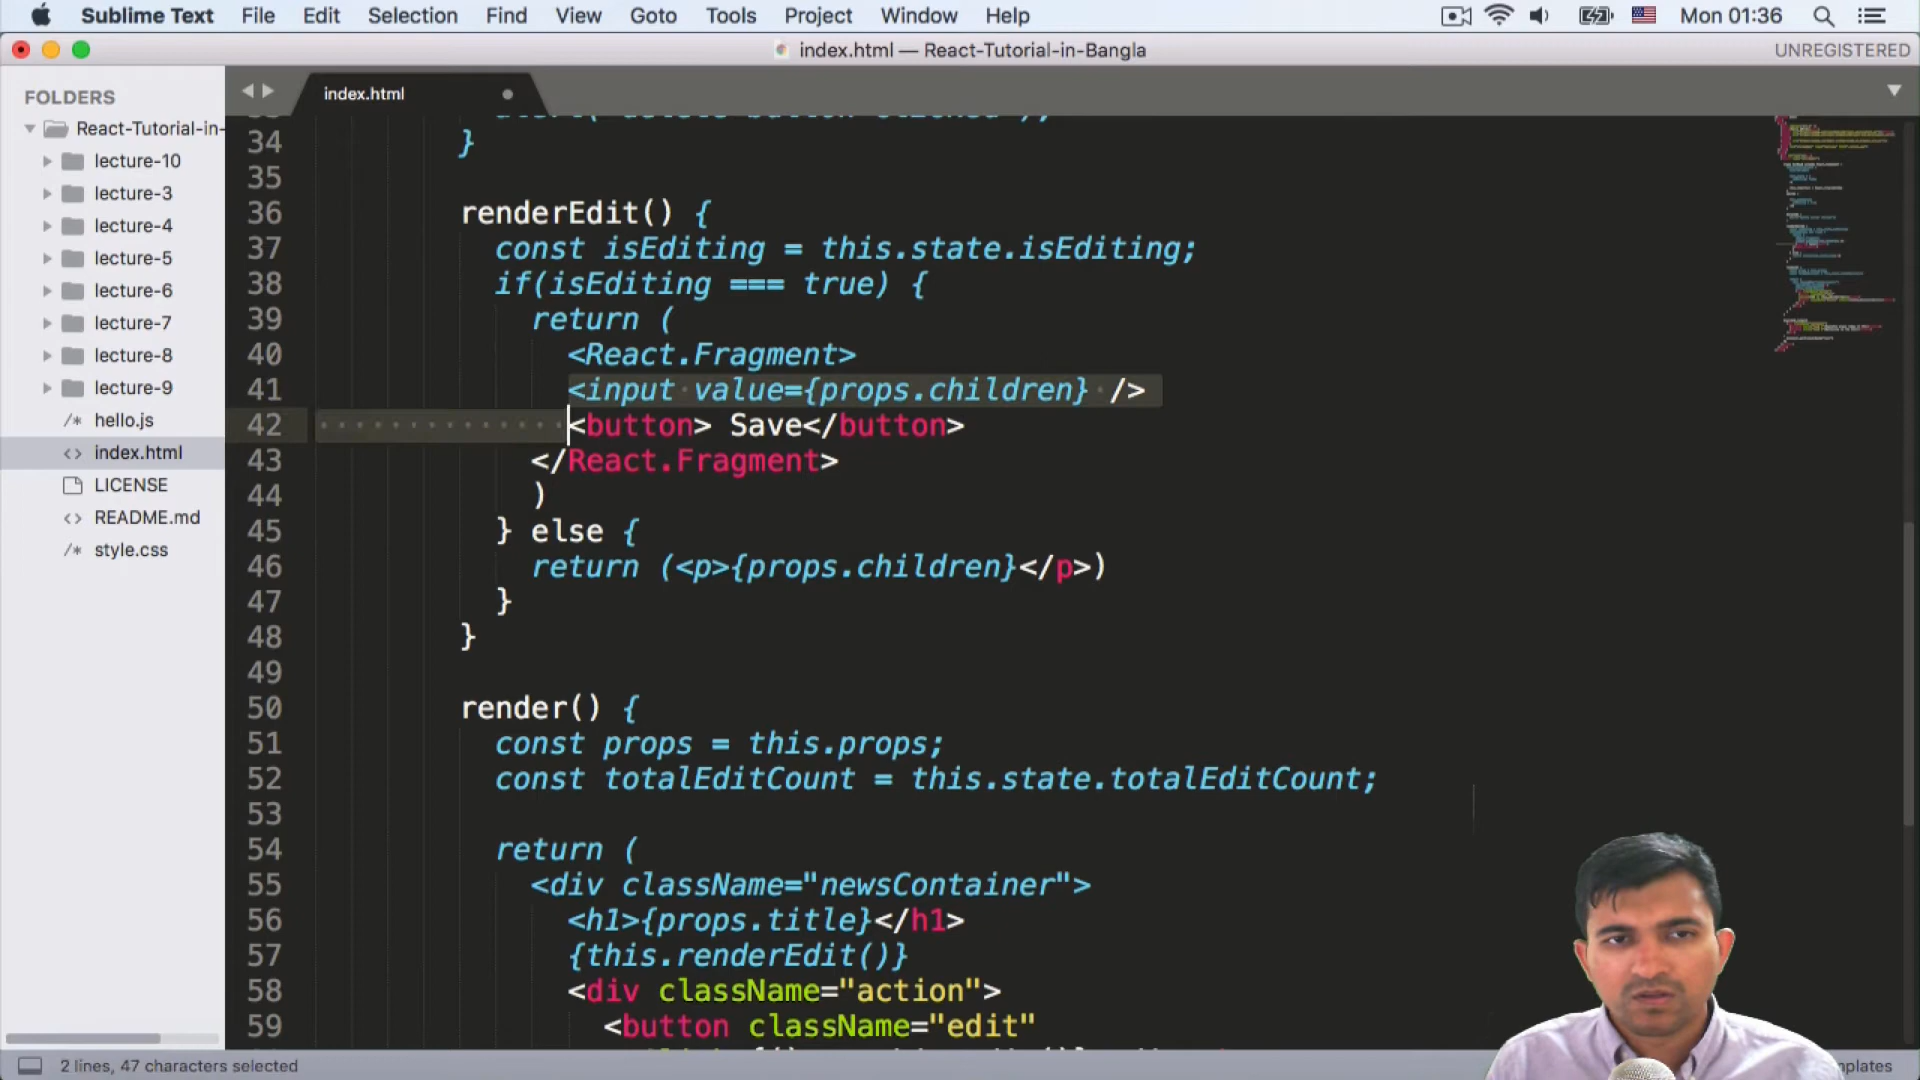 Sublime Text File Edit Selection Find View Goto Tools Project Window Help Mon 01:36
index.html — React-Tutorial-in-Bangla UNREGISTERED
FOLDERS
React-Tutorial-in-
lecture-10
lecture-3
lecture-4
lecture-5
lecture-6
lecture-7
lecture-8
lecture-9
/* hello.js
<> index.html
LICENSE
<> README.md
/* style.css
index.html
34 }
35
36 renderEdit() {
37 const isEditing = this.state.isEditing;
38 if(isEditing === true) {
39 return (
40 <React.Fragment>
41 <input value={props.children} />
42 <button> Save</button>
43 </React.Fragment>
44 )
45 } else {
46 return (<p>{props.children}</p>)
47 }
48 }
49
50 render() {
51 const props = this.props;
52 const totalEditCount = this.state.totalEditCount;
53
54 return (
55 <div className="newsContainer">
56 <h1>{props.title}</h1>
57 {this.renderEdit()}
58 <div className="action">
59 <button className="edit"
2 lines, 47 characters selected